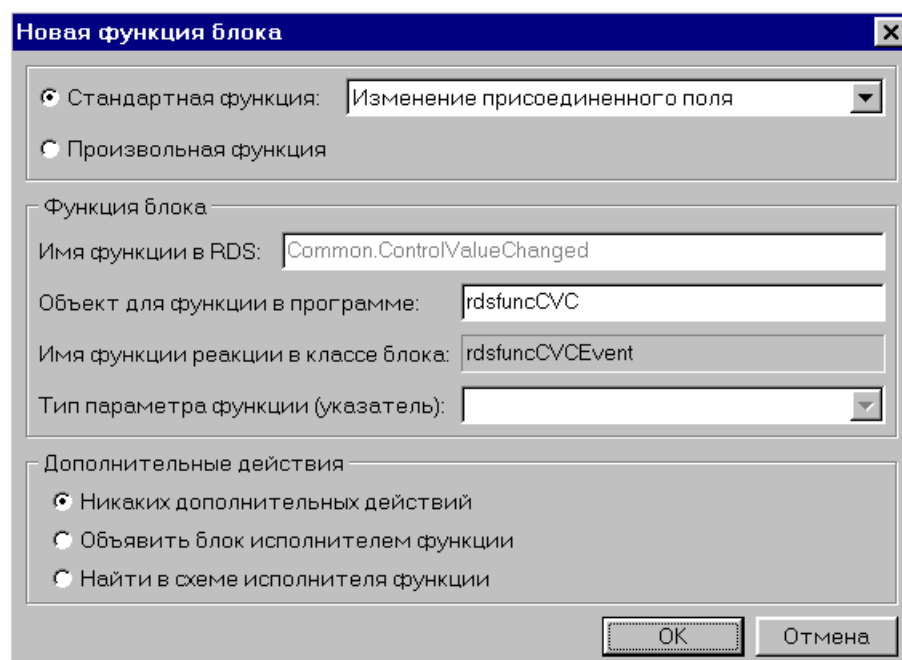 Новая функция блока
Стандартная функция: Изменение присоединенного поля
Произвольная функция
Функция блока
Имя функции в RDS: Common.ControlValueChanged
Объект для функции в программе: rdsfuncCVC
Имя функции реакции в классе блока: rdsfuncCVCEvent
Тип параметра функции (указатель):
Дополнительные действия
Никаких дополнительных действий
Объявить блок исполнителем функции
Найти в схеме исполнителя функции
OK Отмена